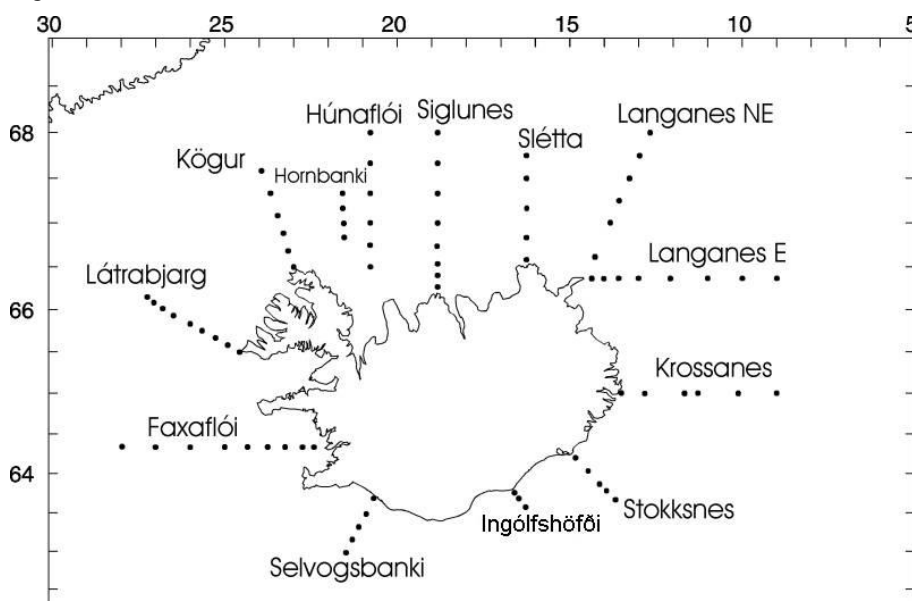 30 25 20 15 10 5
Húnaflói Siglunes Langanes NE
68 Slétta
Kögur Hornbanki
Langanes E
Látrabjarg
66
Krossanes
Faxaflói
64
Stokksnes
Ingólfshöfði
Selvogsbanki